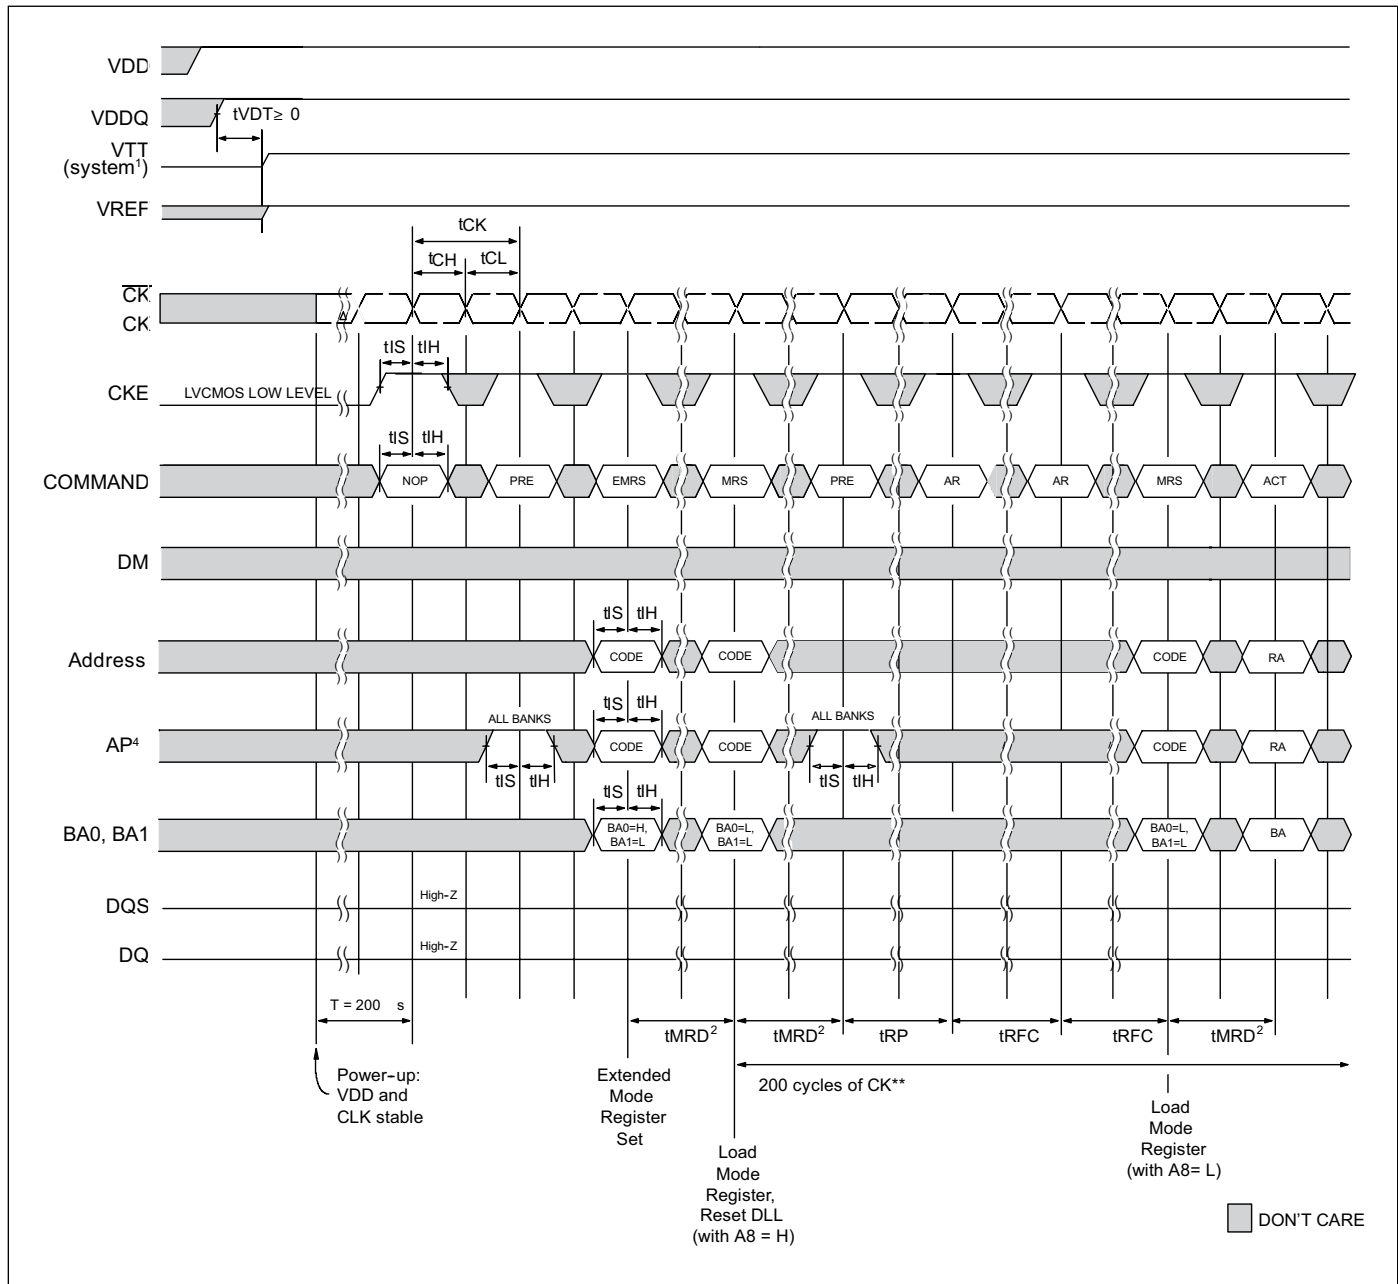 VDD
VDDQ
tVDT≥ 0
VTT
(system¹)
VREF
tCK
tCH
tCL
CK
CK
tIS
tIH
CKE
LVCMOS LOW LEVEL
tIS
tIH
COMMAND
NOP
PRE
EMRS
MRS
PRE
AR
AR
MRS
ACT
DM
tIS
tIH
Address
CODE
CODE
CODE
RA
ALL BANKS
tIS
tIH
ALL BANKS
AP⁴
CODE
CODE
CODE
RA
tIS
tIH
tIS
tIH
tIS
tIH
BA0, BA1
BA0=H,
BA1=L
BA0=L,
BA1=L
BA0=L,
BA1=L
BA
DQS
High-Z
DQ
High-Z
T = 200 s
tMRD²
tMRD²
tRP
tRFC
tRFC
tMRD²
Power-up:
VDD and
CLK stable
Extended
Mode
Register
Set
200 cycles of CK**
Load
Mode
Register,
Reset DLL
(with A8 = H)
Load
Mode
Register
(with A8= L)
DON'T CARE